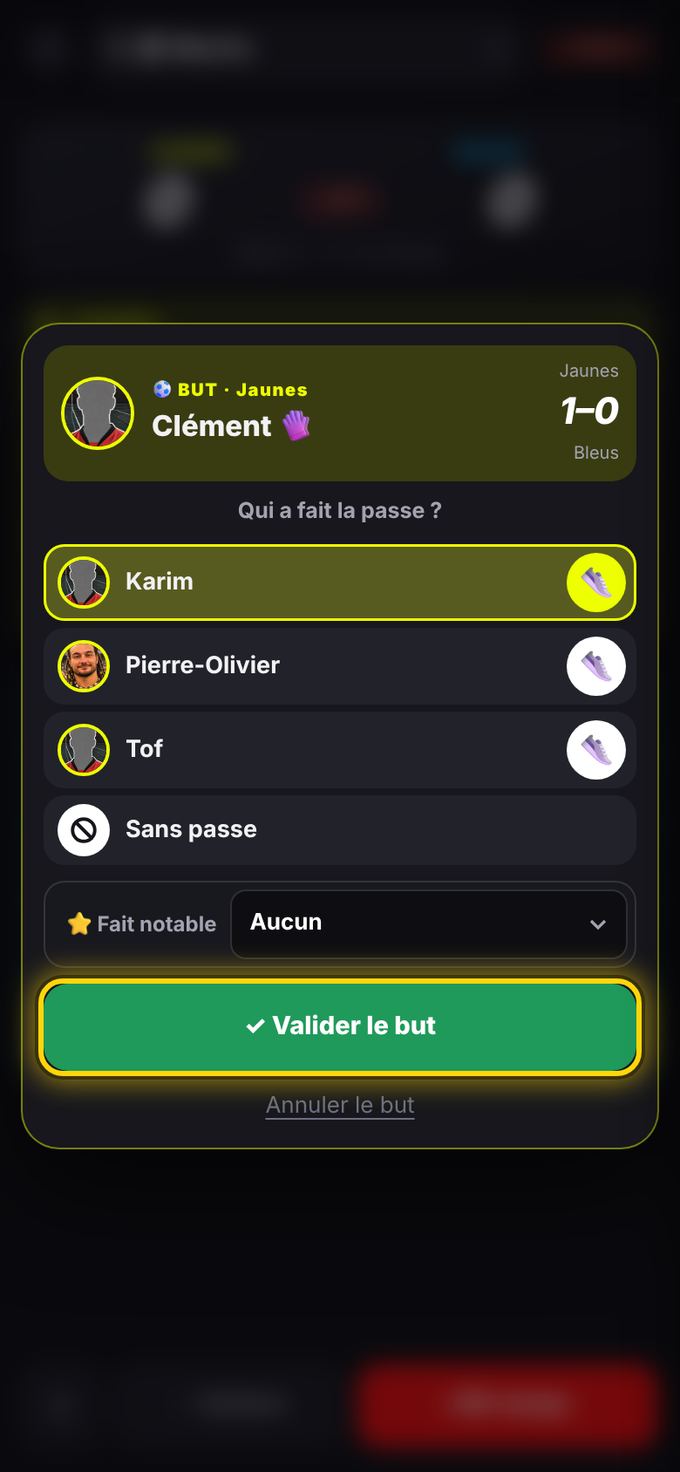 BUT · Jaunes
Clément
Jaunes
1–0
Bleus
Qui a fait la passe ?
Karim
Pierre-Olivier
Tof
Sans passe
Fait notable
Aucun
✓ Valider le but
Annuler le but